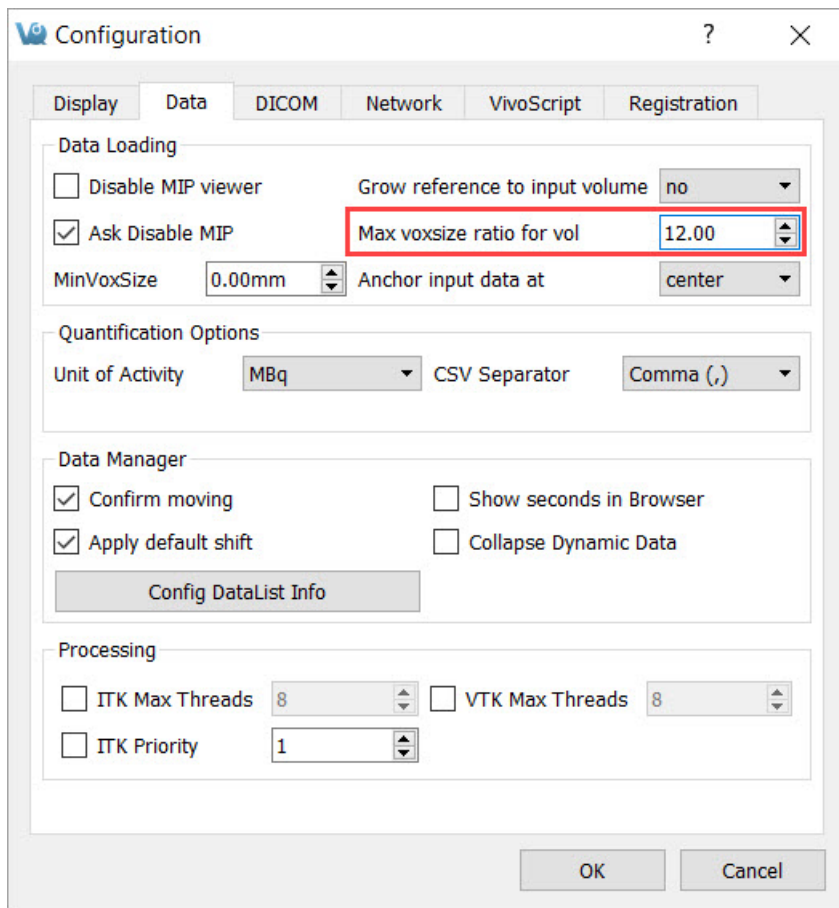 Configuration
?
Display Data DICOM Network VivoScript Registration
Data Loading
Disable MIP viewer Grow reference to input volume no
Ask Disable MIP Max voxsize ratio for vol 12.00
MinVoxSize 0.00mm Anchor input data at center
Quantification Options
Unit of Activity MBq CSV Separator Comma (,)
Data Manager
Confirm moving Show seconds in Browser
Apply default shift Collapse Dynamic Data
Config DataList Info
Processing
ITK Max Threads 8 VTK Max Threads 8
ITK Priority 1
OK Cancel